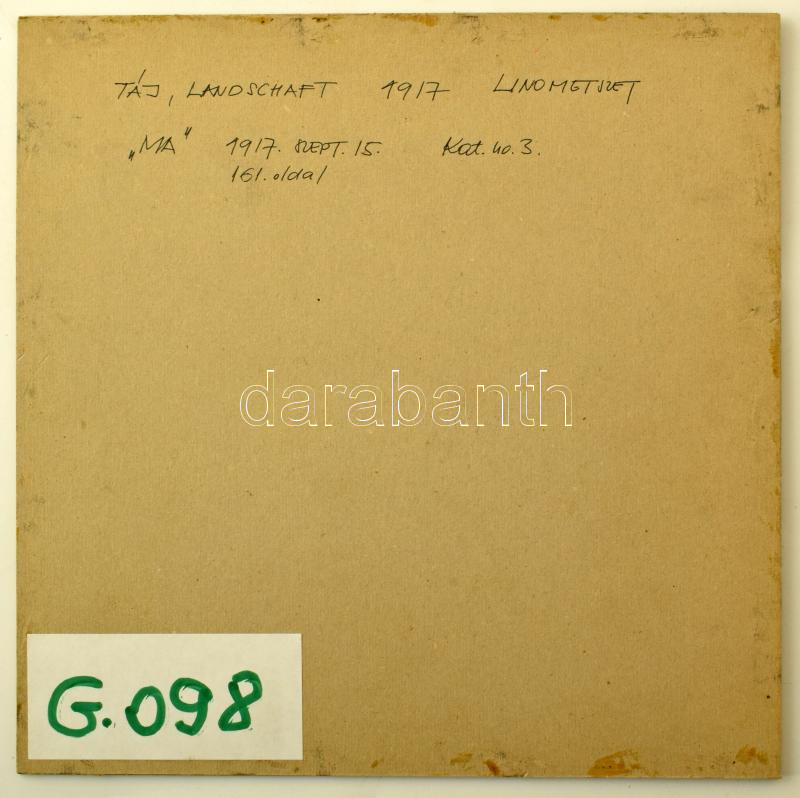 TÁJ, LANDSCHAFT 1917 LINOMETSZET
„MA" 1917. SZEPT. 15. Kat. no. 3.
161. oldal
darabanth
G.098